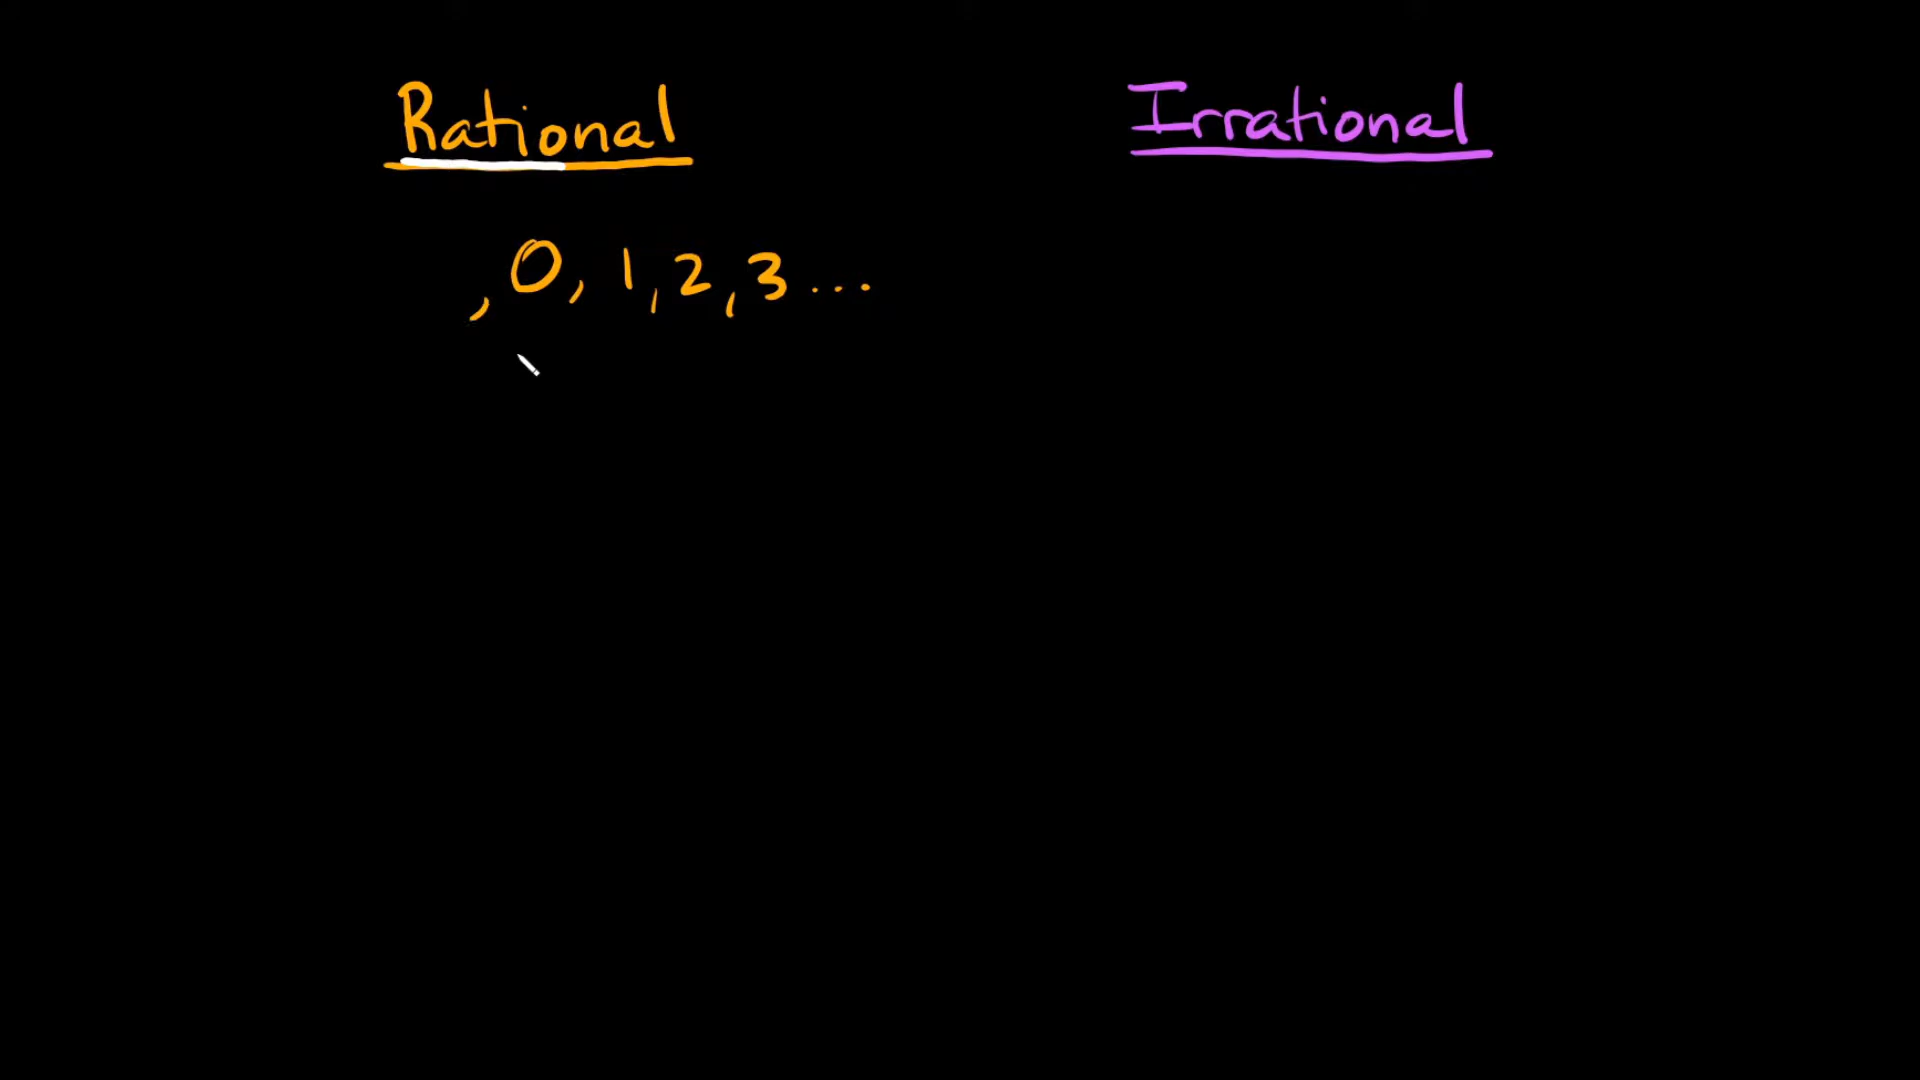 Rational
Irrational
, 0, 1, 2, 3 ...